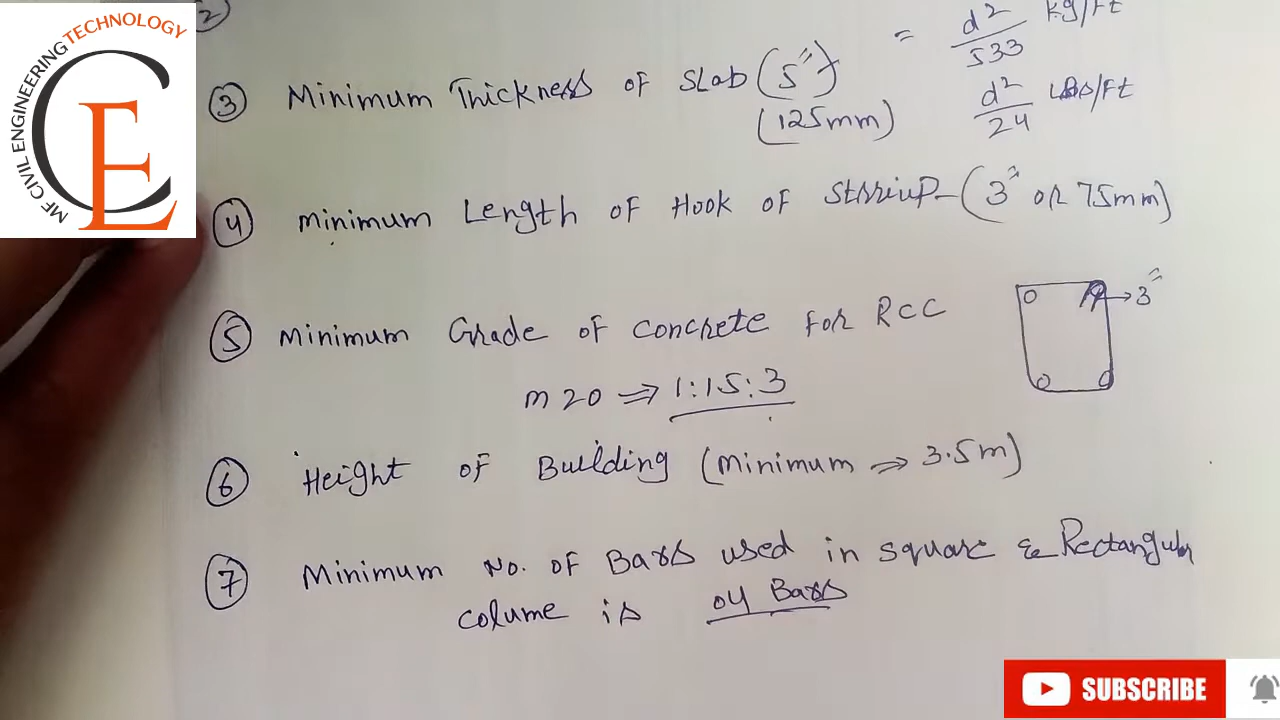 2
d²/533 kg/Ft
=
3 Minimum Thickness of Slab (5")
(125mm)
d²/24 Lbs/Ft
4 minimum Length of Hook of Stirrup - (3" or 75mm)
5 Minimum Grade of Concrete for RCC
3"
m20 ⇒ 1:1.5:3
6 Height of Building (minimum ⇒ 3.5m)
7 Minimum No. of Bars used in square & Rectangular
colume is 04 Bars
MF CIVIL ENGINEERING TECHNOLOGY
CE
SUBSCRIBE